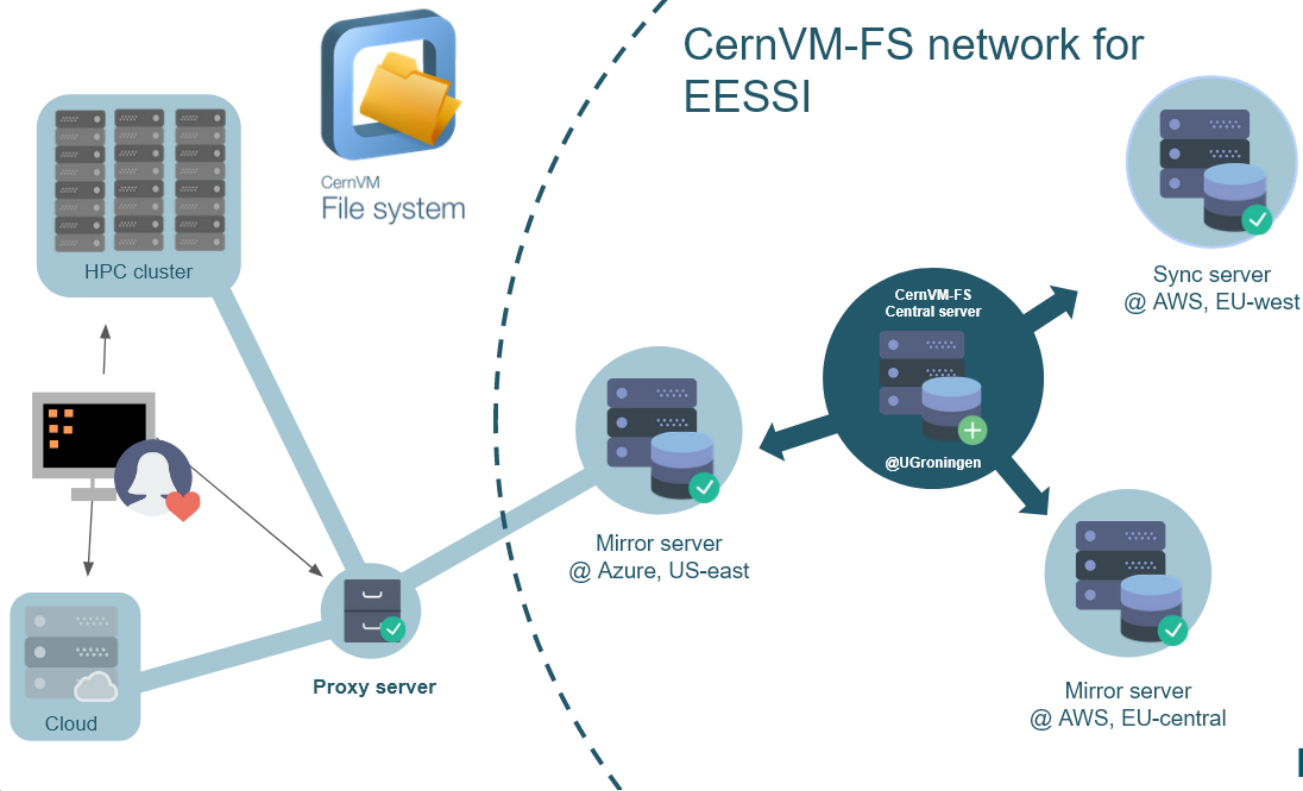 CernVM-FS network for
EESSI
CernVM
File system
HPC cluster
Sync server
@ AWS, EU-west
CernVM-FS
Central server
@UGroningen
Mirror server
@ Azure, US-east
Proxy server
Mirror server
@ AWS, EU-central
Cloud